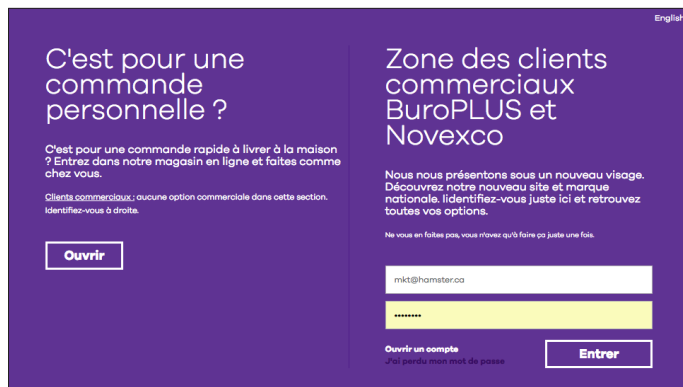 English
C'est pour une
commande
personnelle ?
C'est pour une commande rapide à livrer à la maison
? Entrez dans notre magasin en ligne et faites comme
chez vous.
Clients commerciaux : aucune option commerciale dans cette section.
Identifiez-vous à droite.
Ouvrir
Zone des clients
commerciaux
BuroPLUS et
Novexco
Nous nous présentons sous un nouveau visage.
Découvrez notre nouveau site et marque
nationale. Iidentifiez-vous juste ici et retrouvez
toutes vos options.
Ne vous en faites pas, vous n'avez qu'à faire ça juste une fois.
mkt@hamster.ca
••••••••
Ouvrir un compte
J'ai perdu mon mot de passe
Entrer